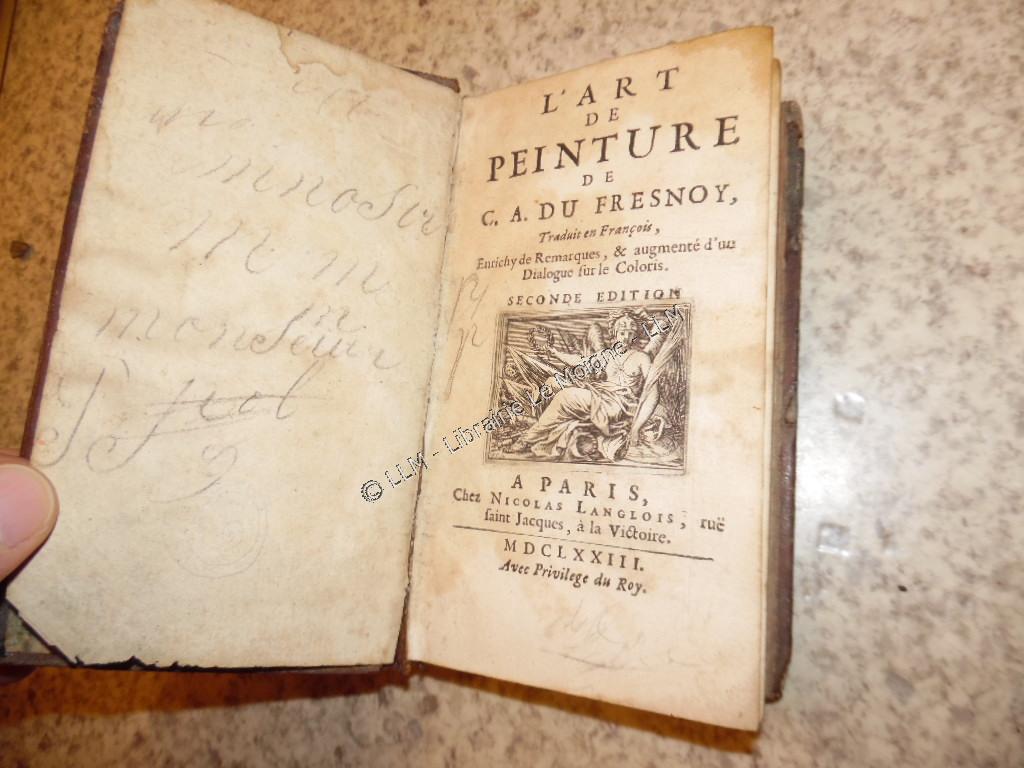 monseur
L'ART
DE
PEINTURE
DE
C. A. DU FRESNOY,
Traduit en François,
Enrichy de Remarques, & augmenté d'un
Dialogue sur le Coloris.
SECONDE EDITION
A PARIS,
Chez NICOLAS LANGLOIS, ruë
saint Jacques, à la Victoire.
MDCLXXIII.
Avec Privilege du Roy.
© LLM - Librairie Le Moigne - LLM